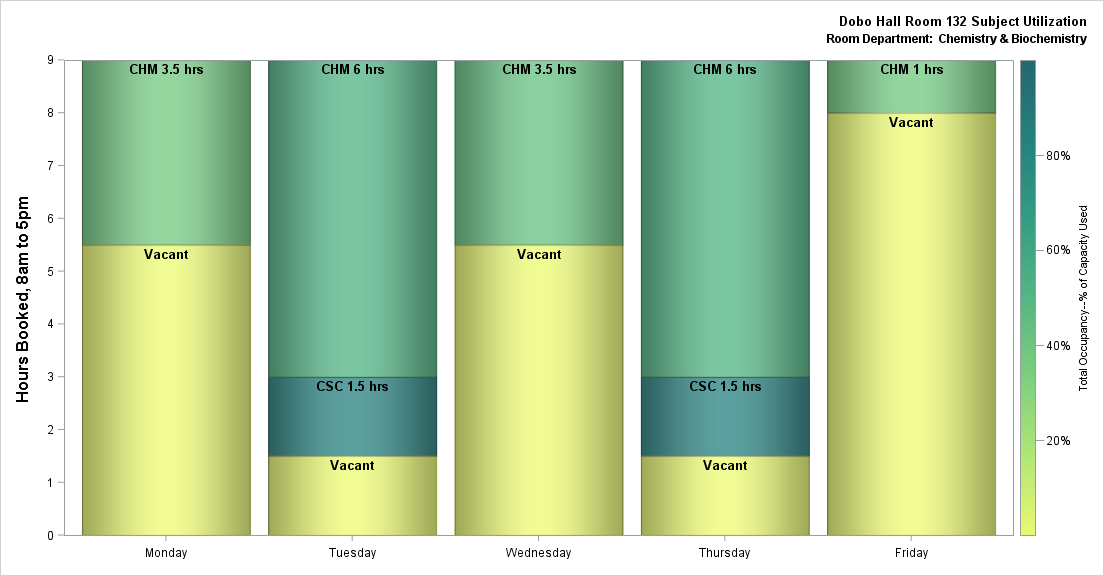 Dobo Hall Room 132 Subject Utilization
Room Department: Chemistry & Biochemistry
Hours Booked, 8am to 5pm
9
8
7
6
5
4
3
2
1
0
CHM 3.5 hrs
Vacant
CHM 6 hrs
CSC 1.5 hrs
Vacant
CHM 3.5 hrs
Vacant
CHM 6 hrs
CSC 1.5 hrs
Vacant
CHM 1 hrs
Vacant
Monday
Tuesday
Wednesday
Thursday
Friday
80%
60%
40%
20%
Total Occupancy--% of Capacity Used